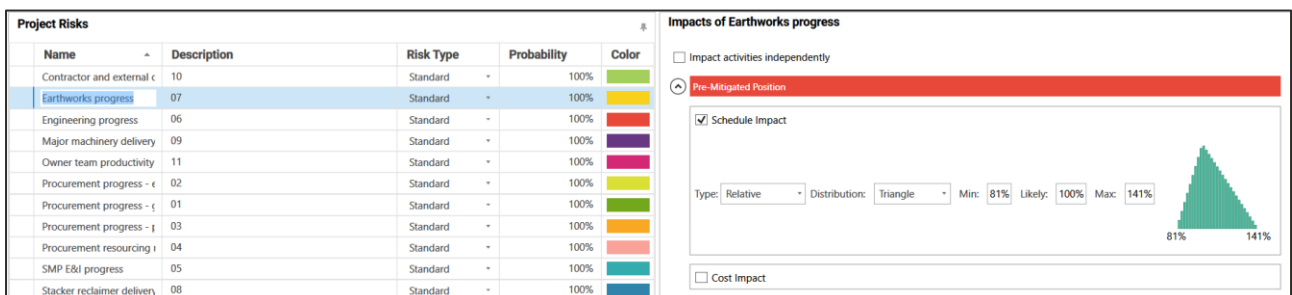 Project Risks
Name Description Risk Type Probability Color
Contractor and external 10 Standard 100%
Earthworks progress 07 Standard 100%
Engineering progress 06 Standard 100%
Major machinery delivery 09 Standard 100%
Owner team productivity 11 Standard 100%
Procurement progress - 02 Standard 100%
Procurement progress - 01 Standard 100%
Procurement progress - 03 Standard 100%
Procurement resourcing 04 Standard 100%
SMP E&I progress 05 Standard 100%
Stacker reclaimer delivery 08 Standard 100%
Impacts of Earthworks progress
Impact activities independently
Pre-Mitigated Position
Schedule Impact
Type: Relative Distribution: Triangle Min: 81% Likely: 100% Max: 141%
81% 141%
Cost Impact